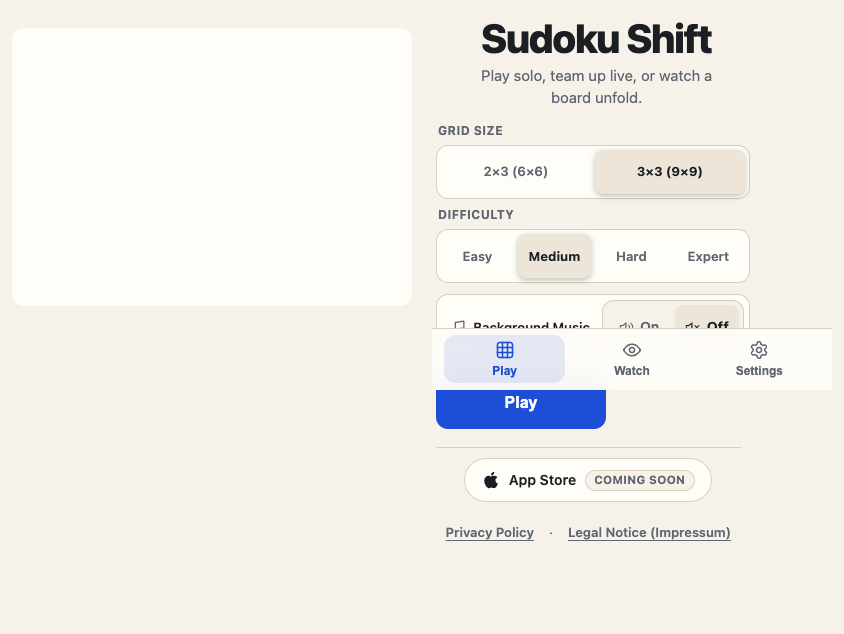 Sudoku Shift
Play solo, team up live, or watch a
board unfold.
GRID SIZE
2×3 (6×6)
3×3 (9×9)
DIFFICULTY
Easy
Medium
Hard
Expert
Background Music
On
Off
Play
Watch
Settings
Play
App Store
COMING SOON
Privacy Policy · Legal Notice (Impressum)